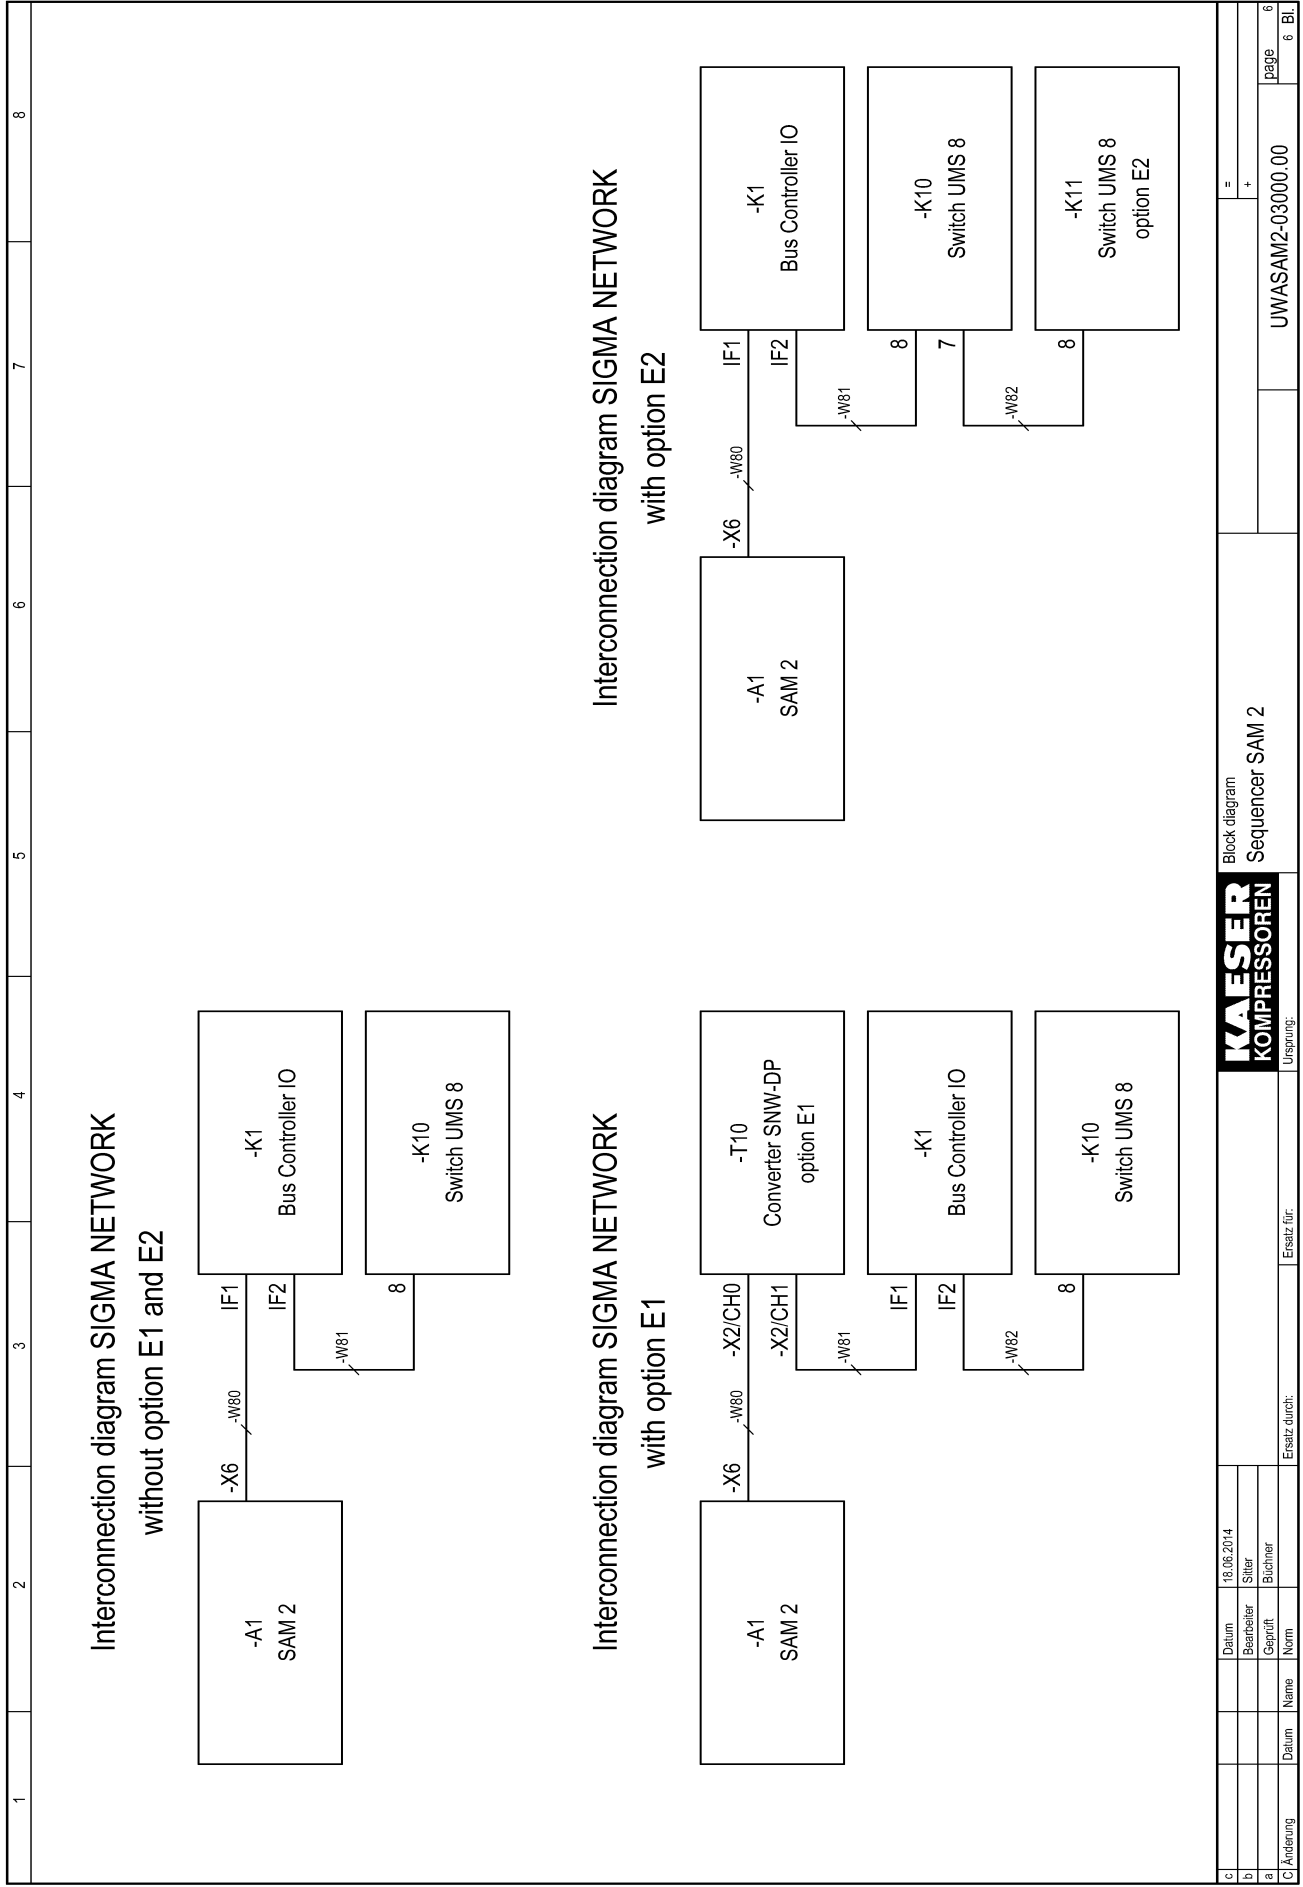 1 2 3 4 5 6 7 8
Interconnection diagram SIGMA NETWORK
without option E1 and E2
-A1
SAM 2
-X6
-W80
IF1
IF2
-W81
8
-K1
Bus Controller IO
-K10
Switch UMS 8
Interconnection diagram SIGMA NETWORK
with option E1
-A1
SAM 2
-X6
-W80
-X2/CH0
-X2/CH1
-W81
IF1
IF2
-W82
8
-T10
Converter SNW-DP
option E1
-K1
Bus Controller IO
-K10
Switch UMS 8
Interconnection diagram SIGMA NETWORK
with option E2
-A1
SAM 2
-X6
-W80
IF1
IF2
-W81
8
7
-W82
8
-K1
Bus Controller IO
-K10
Switch UMS 8
-K11
Switch UMS 8
option E2
c
b
a
C Änderung Datum Name
Datum 18.06.2014
Bearbeiter Sitter
Geprüft Büchner
Norm
Ersatz durch: Ersatz für: Ursprung:
KAESER
KOMPRESSOREN
Block diagram
Sequencer SAM 2
=
+
UWASAM2-03000.00
page 6
6 Bl.